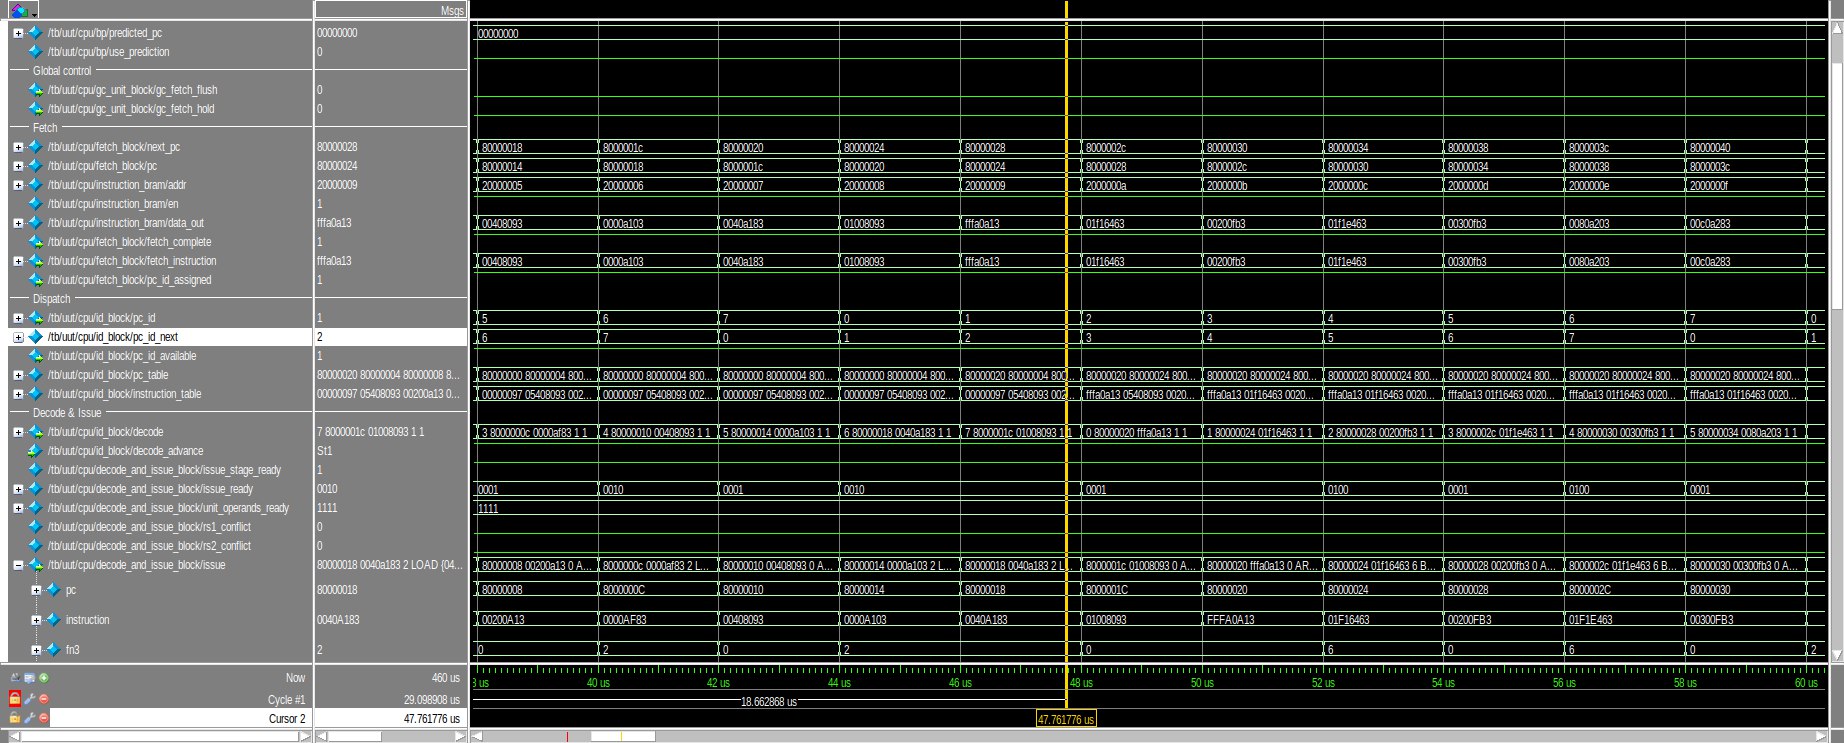 Msgs
/tb/uut/cpu/bp/predicted_pc 00000000 00000000
/tb/uut/cpu/bp/use_prediction 0
Global control
/tb/uut/cpu/gc_unit_block/gc_fetch_flush 0
/tb/uut/cpu/gc_unit_block/gc_fetch_hold 0
Fetch
/tb/uut/cpu/fetch_block/next_pc 80000028 80000018 8000001c 80000020 80000024 80000028 8000002c 80000030 80000034 80000038 8000003c 80000040
/tb/uut/cpu/fetch_block/pc 80000024 80000014 80000018 8000001c 80000020 80000024 80000028 8000002c 80000030 80000034 80000038 8000003c
/tb/uut/cpu/instruction_bram/addr 20000009 20000005 20000006 20000007 20000008 20000009 2000000a 2000000b 2000000c 2000000d 2000000e 2000000f
/tb/uut/cpu/instruction_bram/en 1
/tb/uut/cpu/instruction_bram/data_out fffa0a13 00408093 0000a103 0040a183 01008093 fffa0a13 01f16463 00200fb3 01f1e463 00300fb3 0080a203 00c0a283
/tb/uut/cpu/fetch_block/fetch_complete 1
/tb/uut/cpu/fetch_block/fetch_instruction fffa0a13 00408093 0000a103 0040a183 01008093 fffa0a13 01f16463 00200fb3 01f1e463 00300fb3 0080a203 00c0a283
/tb/uut/cpu/fetch_block/pc_id_assigned 1
Dispatch
/tb/uut/cpu/id_block/pc_id 1 5 6 7 0 1 2 3 4 5 6 7 0
/tb/uut/cpu/id_block/pc_id_next 2 6 7 0 1 2 3 4 5 6 7 0 1
/tb/uut/cpu/id_block/pc_id_available 1
/tb/uut/cpu/id_block/pc_table 80000020 80000004 80000008 8... 80000000 80000004 800... 80000000 80000004 800... 80000000 80000004 800... 80000000 80000004 800... 80000020 80000004 800... 80000020 80000024 800... 80000020 80000024 800... 80000020 80000024 800... 80000020 80000024 800... 80000020 80000024 800... 80000020 80000024 800...
/tb/uut/cpu/id_block/instruction_table 00000097 05408093 00200a13 0... 00000097 05408093 002... 00000097 05408093 002... 00000097 05408093 002... 00000097 05408093 002... 00000097 05408093 002... fffa0a13 05408093 0020... fffa0a13 01f16463 0020... fffa0a13 01f16463 0020... fffa0a13 01f16463 0020... fffa0a13 01f16463 0020... fffa0a13 01f16463 0020...
Decode & Issue
/tb/uut/cpu/id_block/decode 7 8000001c 01008093 1 1 3 8000000c 0000af83 1 1 4 80000010 00408093 1 1 5 80000014 0000a103 1 1 6 80000018 0040a183 1 1 7 8000001c 01008093 1 1 0 80000020 fffa0a13 1 1 1 80000024 01f16463 1 1 2 80000028 00200fb3 1 1 3 8000002c 01f1e463 1 1 4 80000030 00300fb3 1 1 5 80000034 0080a203 1 1
/tb/uut/cpu/id_block/decode_advance St1
/tb/uut/cpu/decode_and_issue_block/issue_stage_ready 1
/tb/uut/cpu/decode_and_issue_block/issue_ready 0010 0001 0010 0001 0010 0001 0100 0001 0100 0001
/tb/uut/cpu/decode_and_issue_block/unit_operands_ready 1111 1111
/tb/uut/cpu/decode_and_issue_block/rs1_conflict 0
/tb/uut/cpu/decode_and_issue_block/rs2_conflict 0
/tb/uut/cpu/decode_and_issue_block/issue 80000018 0040a183 2 LOAD {04... 80000008 00200a13 0 A... 8000000c 0000af83 2 L... 80000010 00408093 0 A... 80000014 0000a103 2 L... 80000018 0040a183 2 L... 8000001c 01008093 0 A... 80000020 fffa0a13 0 AR... 80000024 01f16463 6 B... 80000028 00200fb3 0 A... 8000002c 01f1e463 6 B... 80000030 00300fb3 0 A...
pc 80000018 80000008 8000000C 80000010 80000014 80000018 8000001C 80000020 80000024 80000028 8000002C 80000030
instruction 0040A183 00200A13 0000AF83 00408093 0000A103 0040A183 01008093 FFFA0A13 01F16463 00200FB3 01F1E463 00300FB3
fn3 2 0 2 0 2 0 6 0 6 0 2
Now 460 us 8 us 40 us 42 us 44 us 46 us 48 us 50 us 52 us 54 us 56 us 58 us 60 us
Cycle #1 29.098908 us 18.662868 us
Cursor 2 47.761776 us 47.761776 us